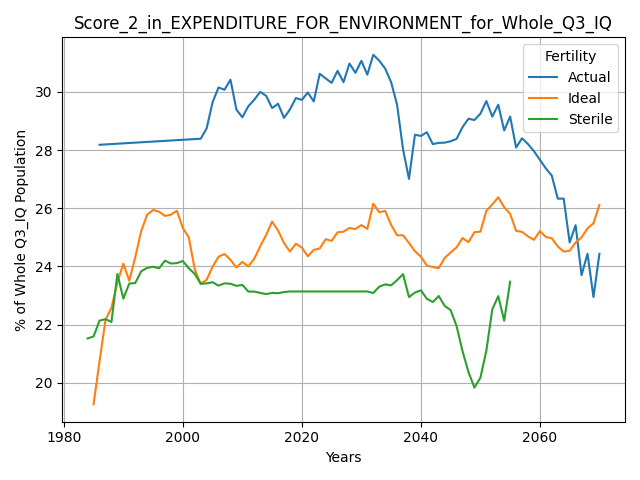 Score_2_in_EXPENDITURE_FOR_ENVIRONMENT_for_Whole_Q3_IQ
Fertility
Actual
Ideal
Sterile
% of Whole Q3_IQ Population
30
28
26
24
22
20
1980
2000
2020
2040
2060
Years